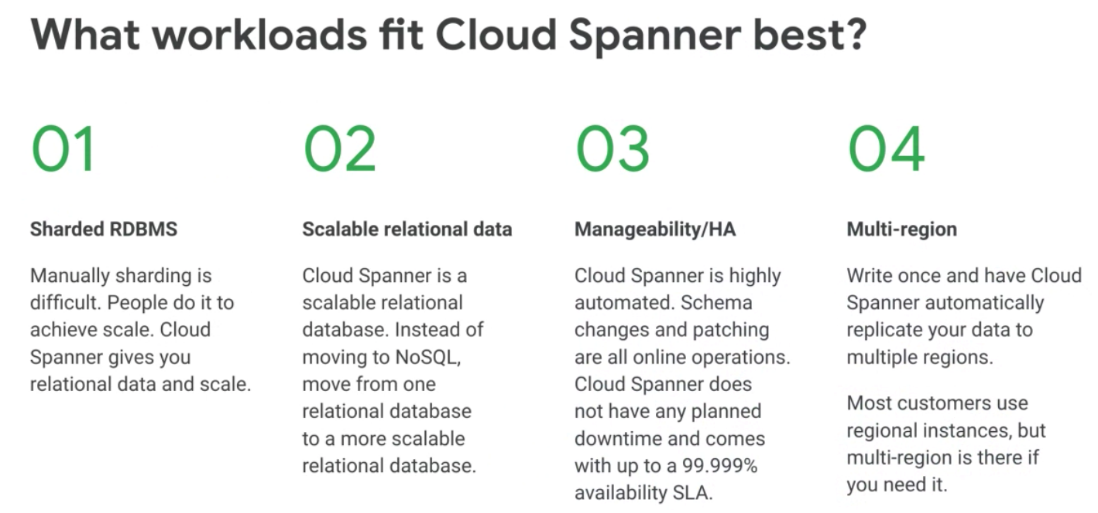 What workloads fit Cloud Spanner best?
01
Sharded RDBMS
Manually sharding is
difficult. People do it to
achieve scale. Cloud
Spanner gives you
relational data and scale.
02
Scalable relational data
Cloud Spanner is a
scalable relational
database. Instead of
moving to NoSQL,
move from one
relational database
to a more scalable
relational database.
03
Manageability/HA
Cloud Spanner is highly
automated. Schema
changes and patching
are all online operations.
Cloud Spanner does
not have any planned
downtime and comes
with up to a 99.999%
availability SLA.
04
Multi-region
Write once and have Cloud
Spanner automatically
replicate your data to
multiple regions.
Most customers use
regional instances, but
multi-region is there if
you need it.